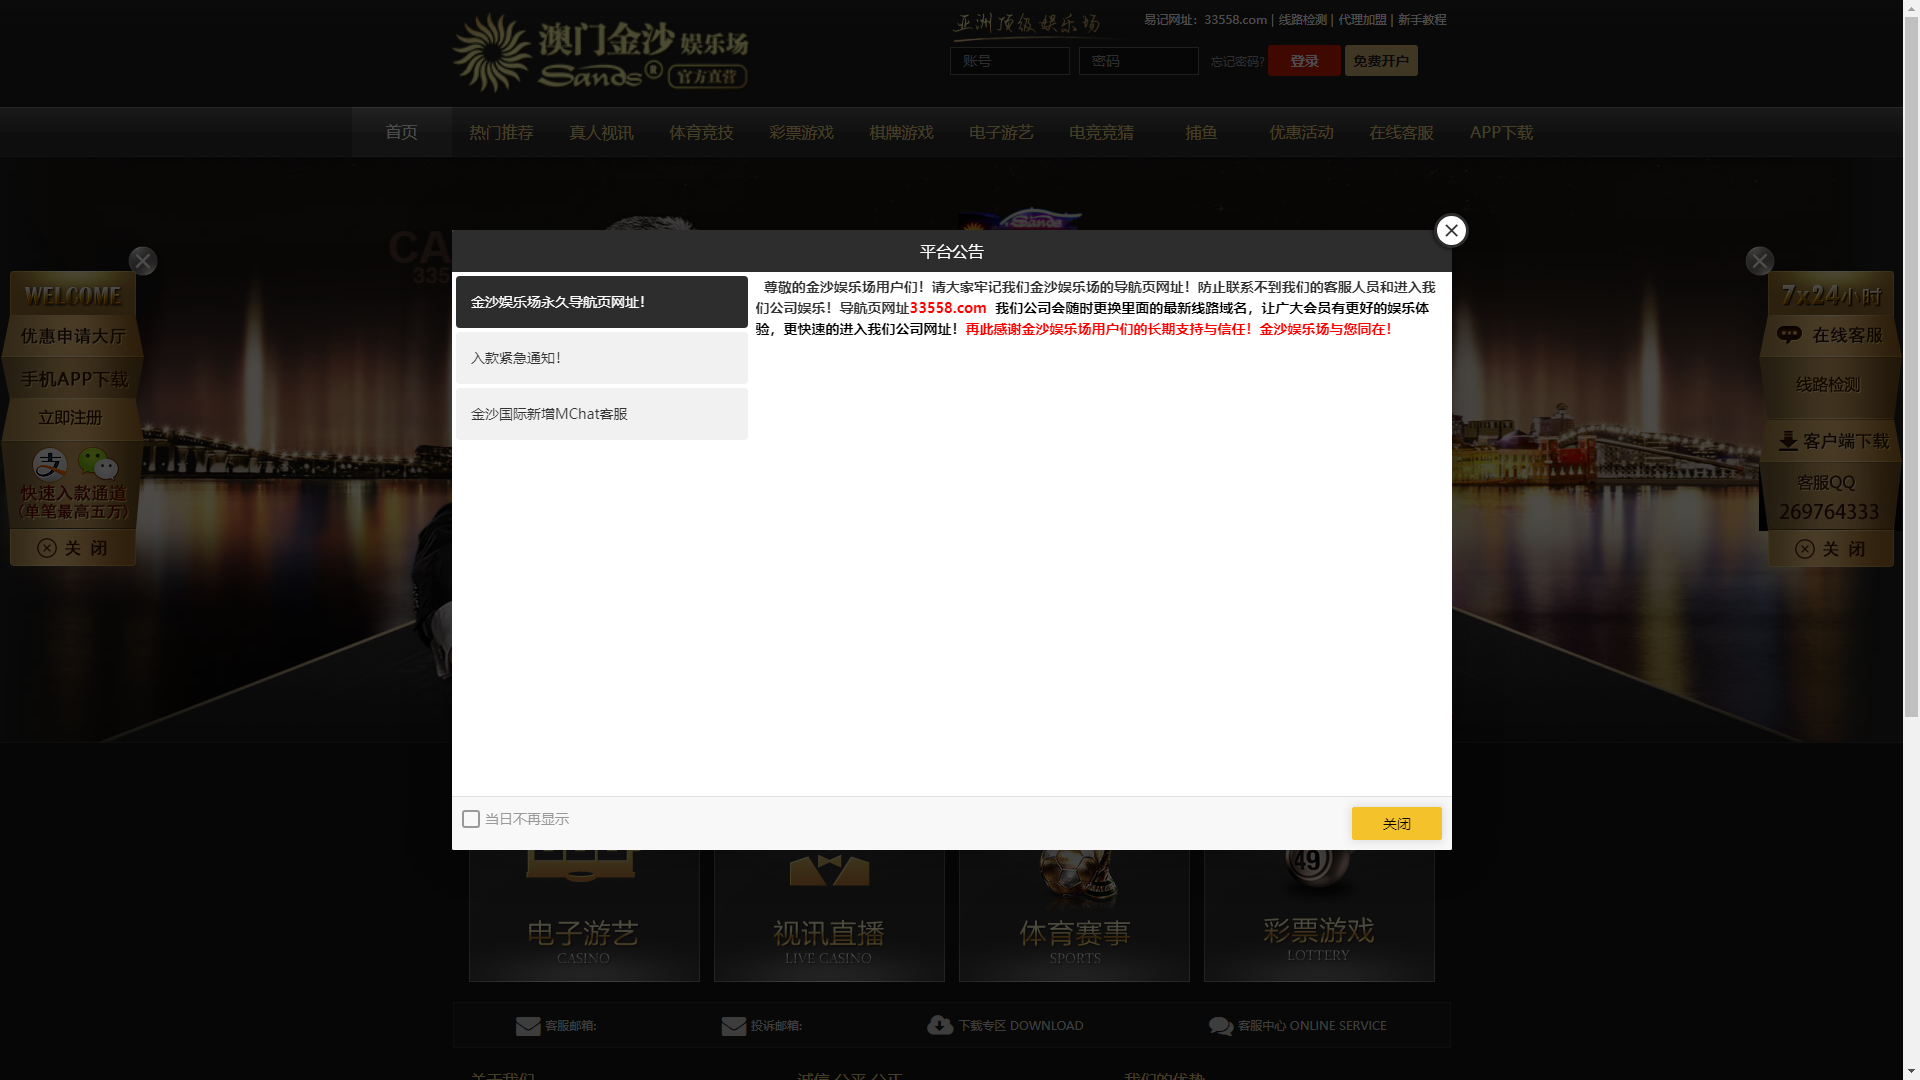 澳门金沙 娱乐场
Sands® 官方直营
亚洲顶级娱乐场
易记网址：33558.com | 线路检测 | 代理加盟 | 新手教程
账号
密码
忘记密码?
登录
免费开户
首页
热门推荐
真人视讯
体育竞技
彩票游戏
棋牌游戏
电子游艺
电竞竞猜
捕鱼
优惠活动
在线客服
APP下载
CA
335
Sands
WELCOME
优惠申请大厅
手机APP下载
立即注册
快速入款通道
(单笔最高五万)
关 闭
平台公告
金沙娱乐场永久导航页网址！
入款紧急通知！
金沙国际新增MChat客服
尊敬的金沙娱乐场用户们！请大家牢记我们金沙娱乐场的导航页网址！防止联系不到我们的客服人员和进入我
们公司娱乐！导航页网址33558.com 我们公司会随时更换里面的最新线路域名，让广大会员有更好的娱乐体
验，更快速的进入我们公司网址！再此感谢金沙娱乐场用户们的长期支持与信任！金沙娱乐场与您同在！
当日不再显示
关闭
7x24小时
在线客服
线路检测
客户端下载
客服QQ
269764333
关 闭
电子游艺
CASINO
视讯直播
LIVE CASINO
体育赛事
SPORTS
49
彩票游戏
LOTTERY
客服邮箱:
投诉邮箱:
下载专区 DOWNLOAD
客服中心 ONLINE SERVICE
关于我们
诚信 公平 公正
我们的优势